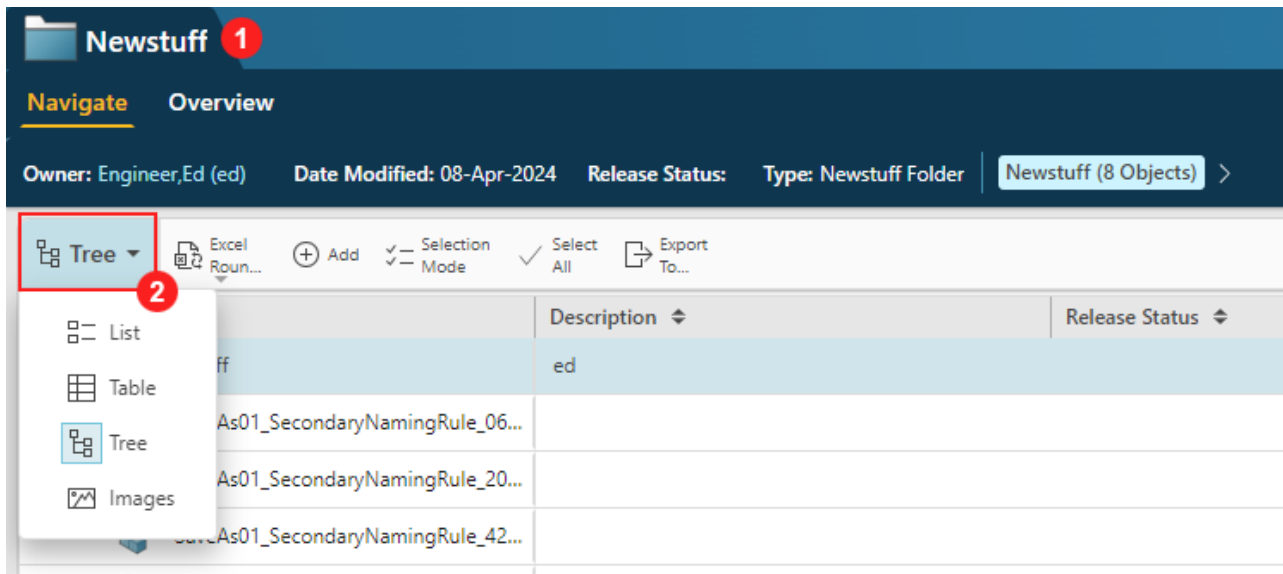 Newstuff 1
Navigate Overview
Owner: Engineer,Ed (ed) Date Modified: 08-Apr-2024 Release Status: Type: Newstuff Folder Newstuff (8 Objects)
Tree Excel Roun... Add Selection Mode Select All Export To...
2
Description Release Status
List
ff ed
Table
As01_SecondaryNamingRule_06...
Tree
As01_SecondaryNamingRule_20...
Images
SaveAs01_SecondaryNamingRule_42...